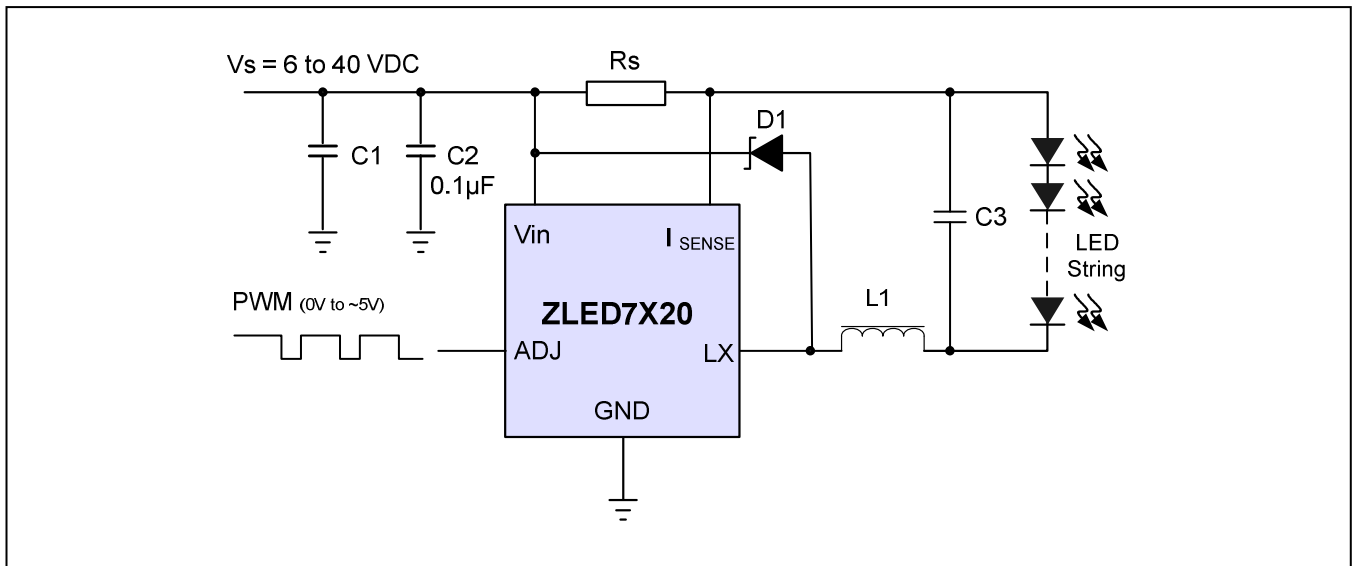 Vs = 6 to 40 VDC
Rs
D1
C1
C2
0.1µF
Vin
I SENSE
C3
LED
String
PWM (0V to ~5V)
L1
ZLED7X20
ADJ
LX
GND